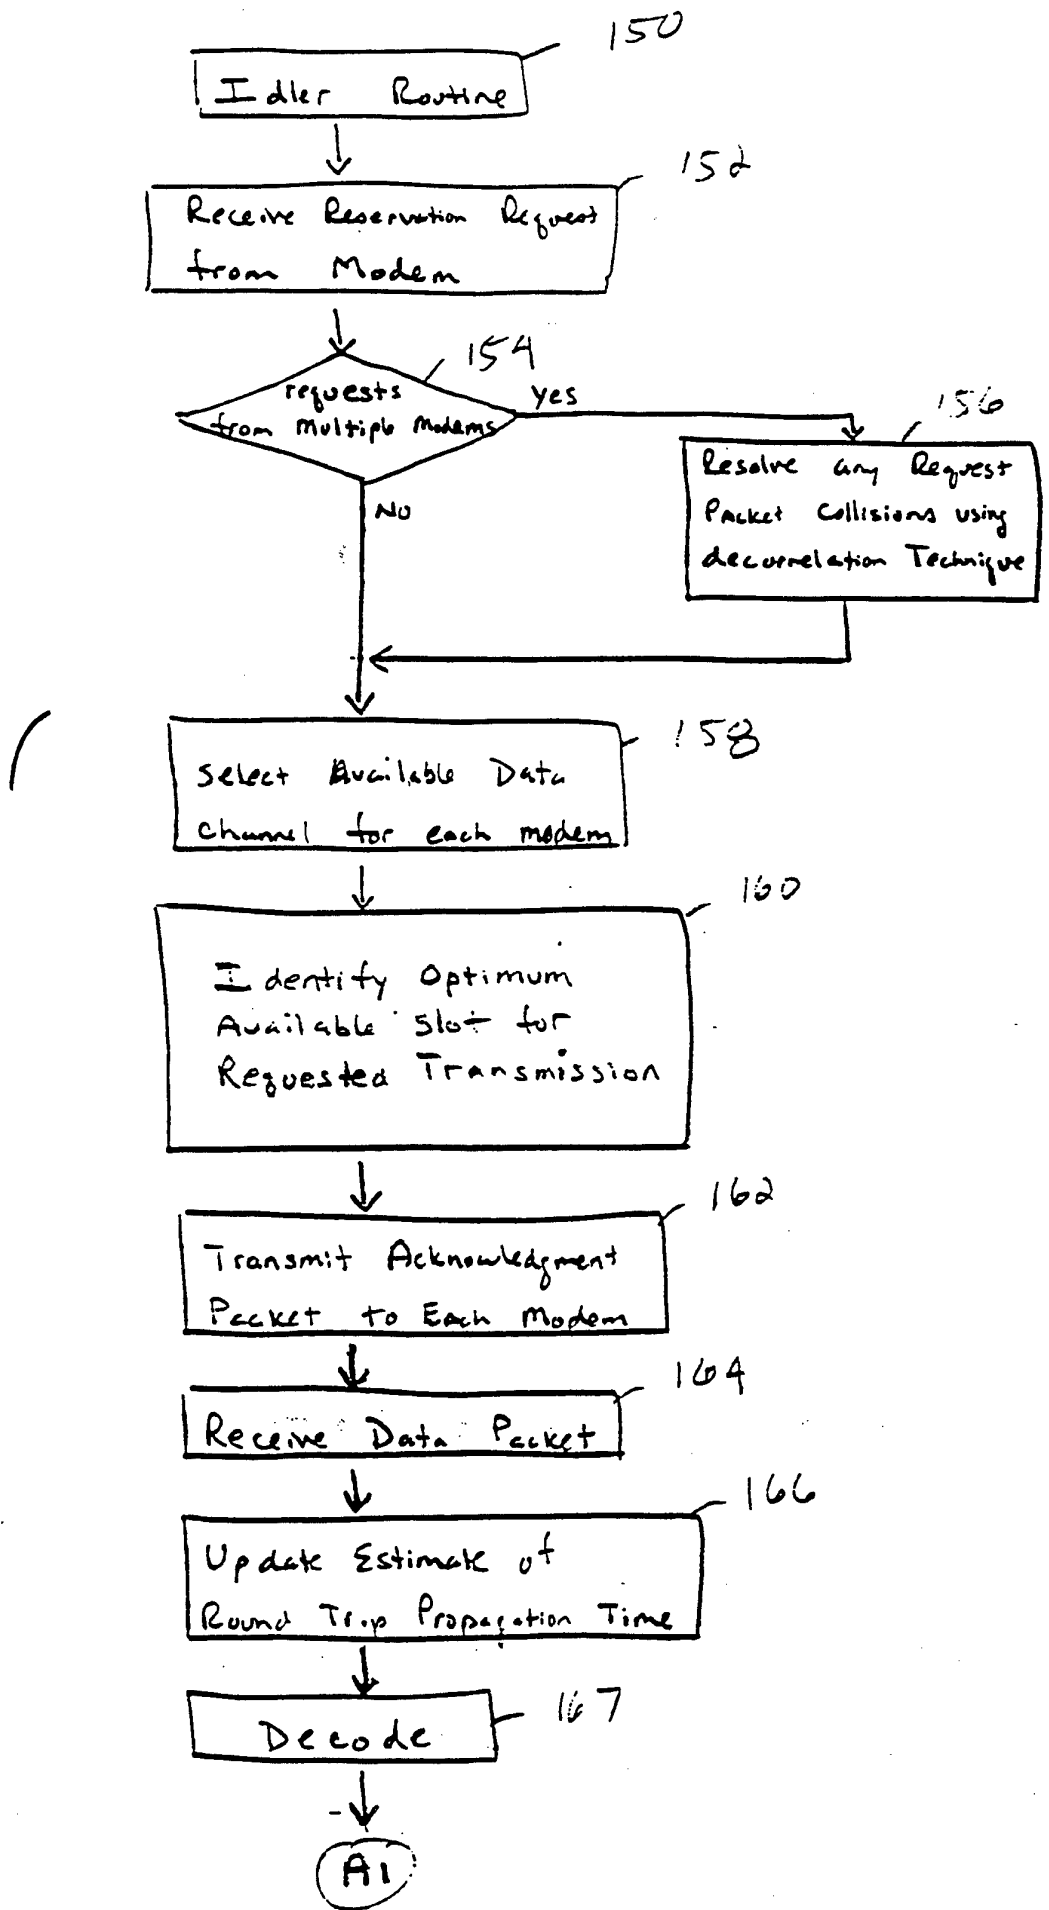 150
Idler Routine
152
Receive Reservation Request
from Modem
154
requests
from Multiple Modems
Yes
156
Resolve any Request
Packet Collisions using
decorrelation Technique
No
158
Select Available Data
Channel for each modem
160
Identify Optimum
Available Slot for
Requested Transmission
162
Transmit Acknowledgment
Packet to Each Modem
164
Receive Data Packet
166
Update Estimate of
Round Trip Propagation Time
167
Decode
A1